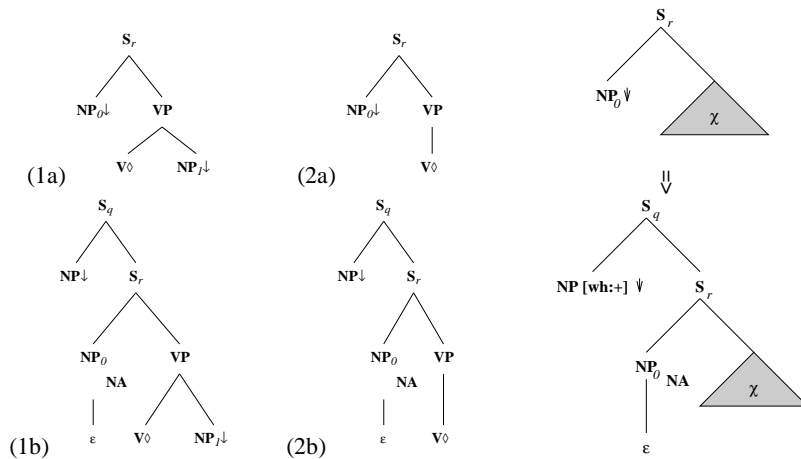 S_r
NP_0↓ VP
V◊ NP_1↓
(1a)
S_r
NP_0↓ VP
V◊
(2a)
S_r
NP_0↓
χ
=>
S_q
NP↓ S_r
NP_0 VP
NA
ε V◊ NP_1↓
(1b)
S_q
NP↓ S_r
NP_0 VP
NA
ε V◊
(2b)
S_q
NP [wh:+] ↓ S_r
NP_0 NA
χ
ε